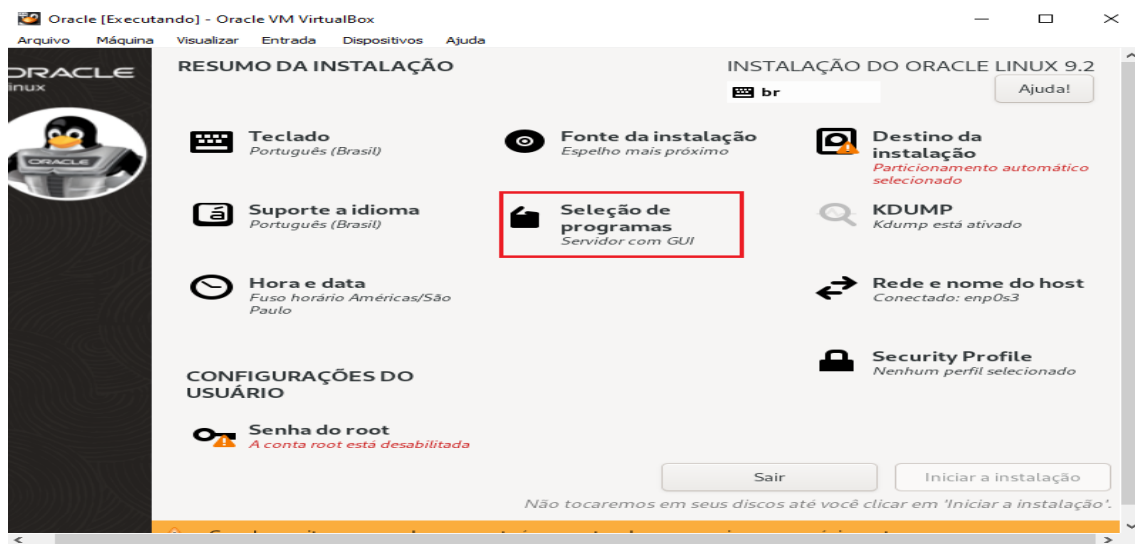 Oracle [Executando] - Oracle VM VirtualBox
Arquivo Máquina Visualizar Entrada Dispositivos Ajuda
ORACLE
Linux
RESUMO DA INSTALAÇÃO
INSTALAÇÃO DO ORACLE LINUX 9.2
br
Ajuda!
ORACLE
Teclado
Português (Brasil)
Fonte da instalação
Espelho mais próximo
Destino da
instalação
Particionamento automático
selecionado
Suporte a idioma
Português (Brasil)
Seleção de
programas
Servidor com GUI
KDUMP
Kdump está ativado
Hora e data
Fuso horário Américas/São
Paulo
Rede e nome do host
Conectado: enp0s3
Security Profile
Nenhum perfil selecionado
CONFIGURAÇÕES DO
USUÁRIO
Senha do root
A conta root está desabilitada
Sair
Iniciar a instalação
Não tocaremos em seus discos até você clicar em 'Iniciar a instalação'.